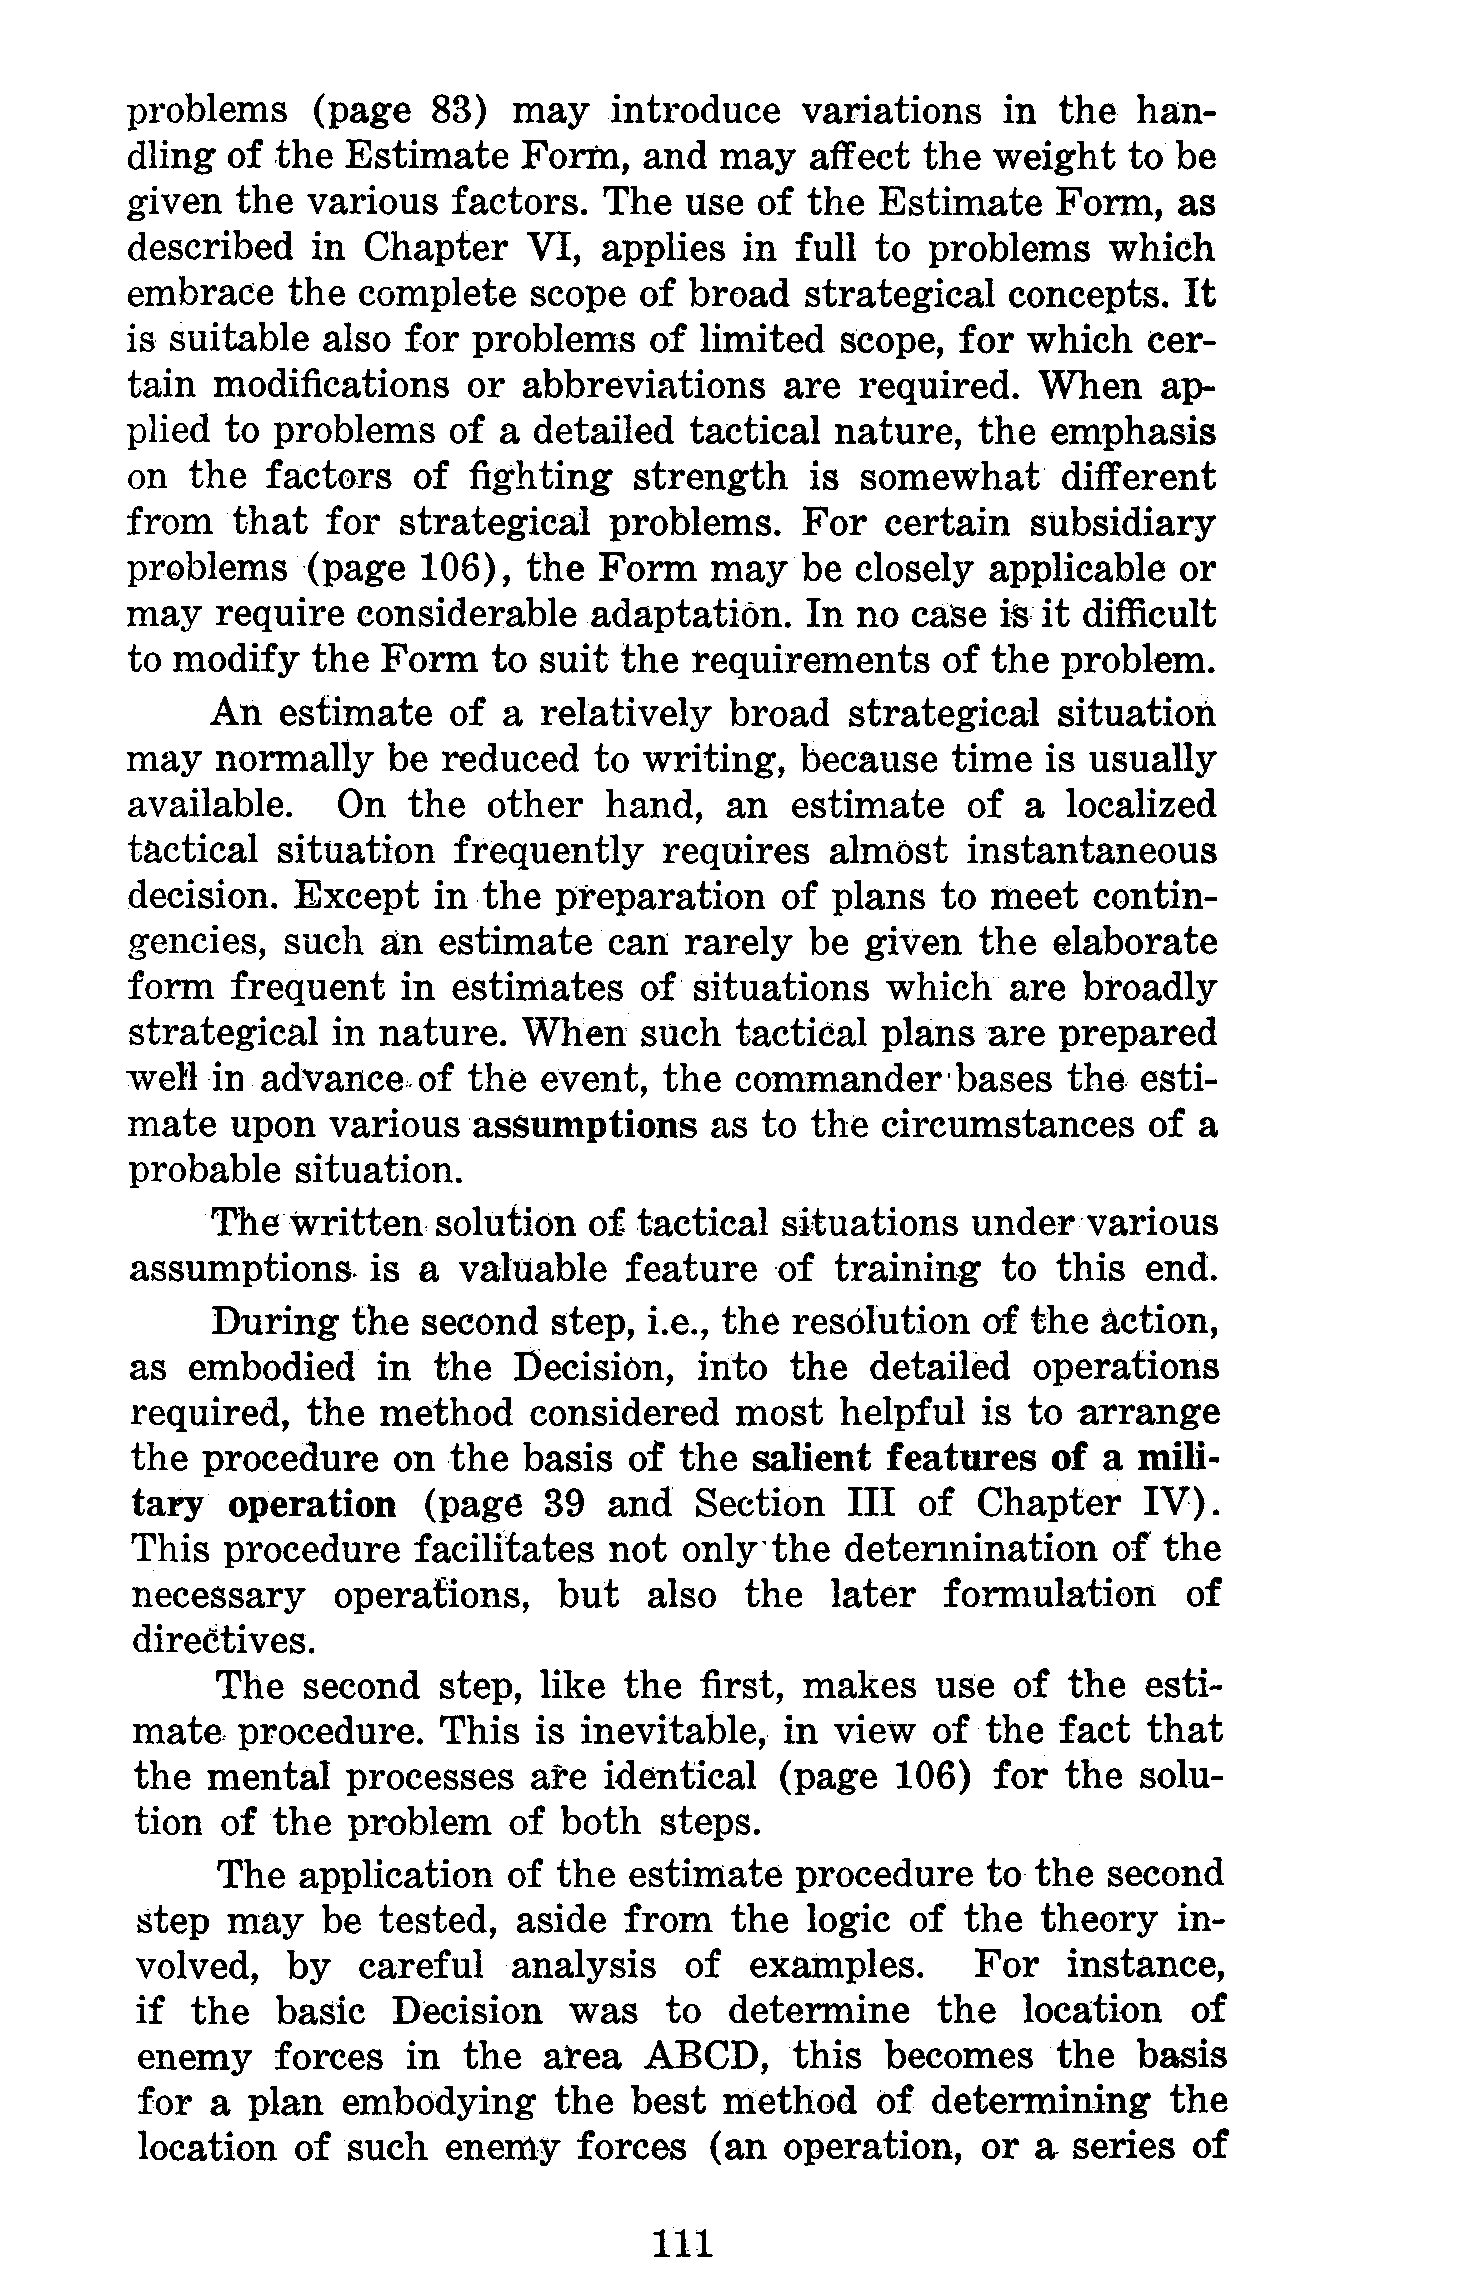 problems (page 83) may introduce variations in the han-
dling of the Estimate Form, and may affect the weight to be
given the various factors. The use of the Estimate Form, as
described in Chapter VI, applies in full to problems which
embrace the complete scope of broad strategical concepts. It
is suitable also for problems of limited scope, for which cer-
tain modifications or abbreviations are required. When ap-
plied to problems of a detailed tactical nature, the emphasis
on the factors of fighting strength is somewhat different
from that for strategical problems. For certain subsidiary
problems (page 106), the Form may be closely applicable or
may require considerable adaptation. In no case is it difficult
to modify the Form to suit the requirements of the problem.
An estimate of a relatively broad strategical situation
may normally be reduced to writing, because time is usually
available. On the other hand, an estimate of a localized
tactical situation frequently requires almost instantaneous
decision. Except in the preparation of plans to meet contin-
gencies, such an estimate can rarely be given the elaborate
form frequent in estimates of situations which are broadly
strategical in nature. When such tactical plans are prepared
well in advance of the event, the commander bases the esti-
mate upon various assumptions as to the circumstances of a
probable situation.
The written solution of tactical situations under various
assumptions is a valuable feature of training to this end.
During the second step, i.e., the resolution of the action,
as embodied in the Decision, into the detailed operations
required, the method considered most helpful is to arrange
the procedure on the basis of the salient features of a mili-
tary operation (page 39 and Section III of Chapter IV).
This procedure facilitates not only the determination of the
necessary operations, but also the later formulation of
directives.
The second step, like the first, makes use of the esti-
mate procedure. This is inevitable, in view of the fact that
the mental processes are identical (page 106) for the solu-
tion of the problem of both steps.
The application of the estimate procedure to the second
step may be tested, aside from the logic of the theory in-
volved, by careful analysis of examples. For instance,
if the basic Decision was to determine the location of
enemy forces in the area ABCD, this becomes the basis
for a plan embodying the best method of determining the
location of such enemy forces (an operation, or a series of
111